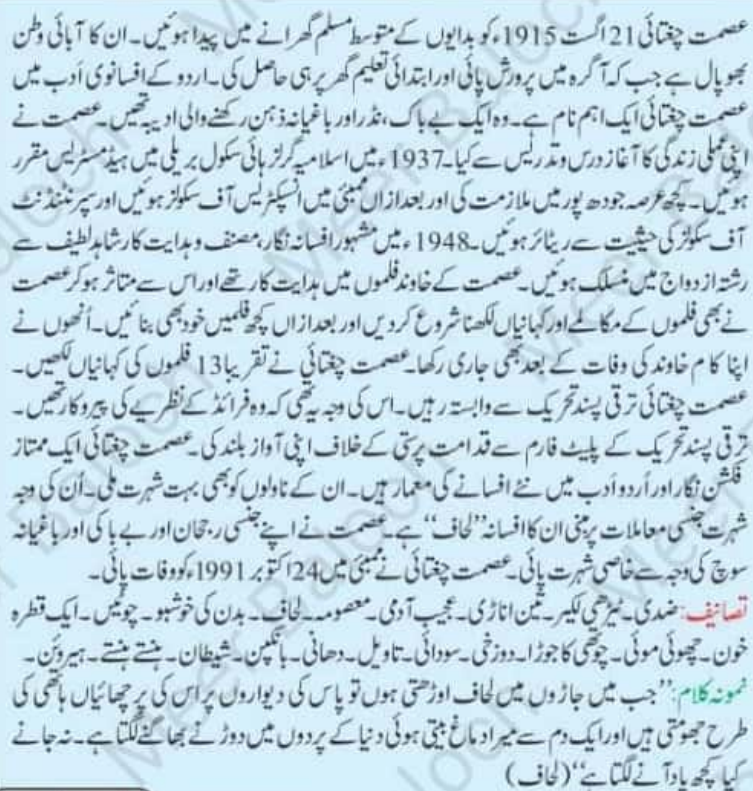 عصمت چغتائی 21 اگست 1915ء کو بدایوں کے متوسط مسلم گھرانے میں پیدا ہوئیں۔ ان کا آبائی وطن
بھوپال ہے جب کہ آگرہ میں پرورش پائی اور ابتدائی تعلیم گھر پر ہی حاصل کی۔ اردو کے افسانوی ادب میں
عصمت چغتائی ایک اہم نام ہے۔ وہ ایک بے باک، نڈر اور باغیانہ ذہن رکھنے والی ادیبہ تھیں۔ عصمت نے
اپنی عملی زندگی کا آغاز درس و تدریس سے کیا۔ 1937ء میں اسلامیہ گرلز ہائی سکول بریلی میں ہیڈ مسٹریس مقرر
ہوئیں۔ کچھ عرصہ جودھ پور میں ملازمت کی اور بعد ازاں ممبئی میں انسپکٹریس آف سکولز ہوئیں اور سپرنٹنڈنٹ
آف سکولز کی حیثیت سے ریٹائر ہوئیں۔ 1948ء میں مشہور افسانہ نگار، مصنف و ہدایت کار شاہد لطیف سے
رشتہ ازدواج میں منسلک ہوئیں۔ عصمت کے خاوند فلموں میں ہدایت کار تھے اور اس سے متاثر ہو کر عصمت
نے بھی فلموں کے مکالمے اور کہانیاں لکھنا شروع کر دیں اور بعد ازاں کچھ فلمیں خود بھی بنائیں۔ اُنھوں نے
اپنا کام خاوند کی وفات کے بعد بھی جاری رکھا۔ عصمت چغتائی نے تقریباً 13 فلموں کی کہانیاں لکھیں۔
عصمت چغتائی ترقی پسند تحریک سے وابستہ رہیں۔ اس کی وجہ یہ تھی کہ وہ فرائڈ کے نظریے کی پیروکار تھیں۔
ترقی پسند تحریک کے پلیٹ فارم سے قدامت پرستی کے خلاف اپنی آواز بلند کی۔ عصمت چغتائی ایک ممتاز
فکشن نگار اور اُردو اَدب میں نئے افسانے کی معمار ہیں۔ ان کے ناولوں کو بھی بہت شہرت ملی۔ اُن کی وجہ
شہرت جنسی معاملات پر مبنی ان کا افسانہ "لحاف" ہے۔ عصمت نے اپنے جنسی رجحان اور بے باکی اور باغیانہ
سوچ کی وجہ سے خاصی شہرت پائی۔ عصمت چغتائی نے ممبئی میں 24 اکتوبر 1991ء کو وفات پائی۔
تصانیف: ضدی۔ ٹیڑھی لکیر۔ تین اناڑی۔ عجیب آدمی۔ معصومہ۔ لحاف۔ بدن کی خوشبو۔ چوٹیں۔ ایک قطرہ
خون۔ چھوئی موئی۔ چوتھی کا جوڑا۔ دوزخی۔ سودائی۔ تاویل۔ دھانی۔ بانکپن۔ شیطان۔ ہنستے ہنستے۔ ہیروئن۔
نمونہ کلام: "جب میں جاڑوں میں لحاف اوڑھتی ہوں تو پاس کی دیواروں پر اس کی پرچھائیاں ہاتھی کی
طرح جھومتی ہیں اور ایک دم سے میرا دماغ بیتی ہوئی دنیا کے پردوں میں دوڑنے بھاگنے لگتا ہے۔ نہ جانے
کیا کچھ یاد آنے لگتا ہے" (لحاف)
Meer Baloch